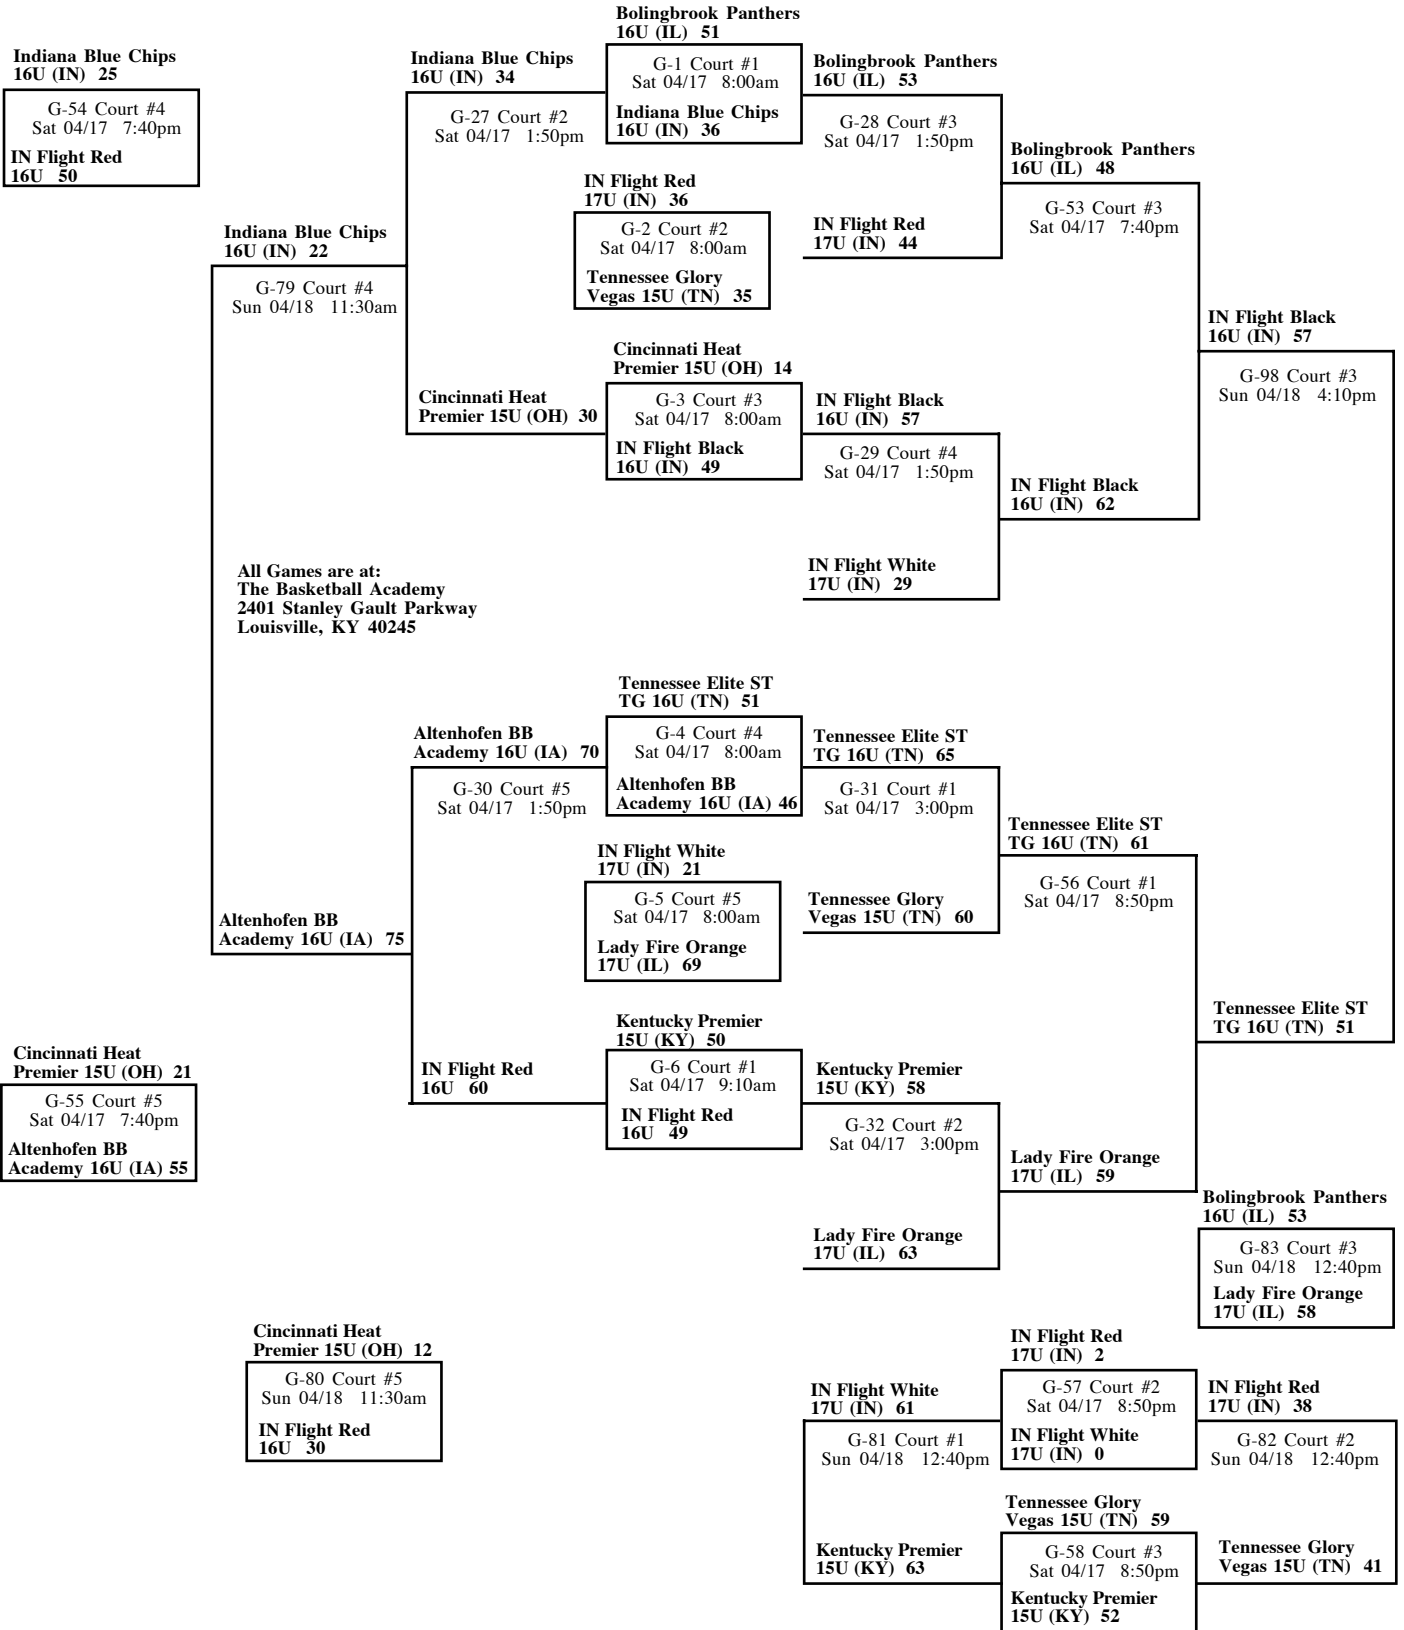 Bolingbrook Panthers
16U (IL) 51
Indiana Blue Chips
16U (IN) 25
G-54 Court #4
Sat 04/17 7:40pm
IN Flight Red
16U 50
Indiana Blue Chips
16U (IN) 34
G-27 Court #2
Sat 04/17 1:50pm
G-1 Court #1
Sat 04/17 8:00am
Indiana Blue Chips
16U (IN) 36
Bolingbrook Panthers
16U (IL) 53
G-28 Court #3
Sat 04/17 1:50pm
Bolingbrook Panthers
16U (IL) 48
G-53 Court #3
Sat 04/17 7:40pm
IN Flight Red
17U (IN) 36
G-2 Court #2
Sat 04/17 8:00am
Tennessee Glory
Vegas 15U (TN) 35
IN Flight Red
17U (IN) 44
Indiana Blue Chips
16U (IN) 22
G-79 Court #4
Sun 04/18 11:30am
IN Flight Black
16U (IN) 57
G-98 Court #3
Sun 04/18 4:10pm
Cincinnati Heat
Premier 15U (OH) 14
G-3 Court #3
Sat 04/17 8:00am
IN Flight Black
16U (IN) 49
Cincinnati Heat
Premier 15U (OH) 30
IN Flight Black
16U (IN) 57
G-29 Court #4
Sat 04/17 1:50pm
IN Flight Black
16U (IN) 62
IN Flight White
17U (IN) 29
All Games are at:
The Basketball Academy
2401 Stanley Gault Parkway
Louisville, KY 40245
Tennessee Elite ST
TG 16U (TN) 51
G-4 Court #4
Sat 04/17 8:00am
Altenhofen BB
Academy 16U (IA) 46
Altenhofen BB
Academy 16U (IA) 70
G-30 Court #5
Sat 04/17 1:50pm
Tennessee Elite ST
TG 16U (TN) 65
G-31 Court #1
Sat 04/17 3:00pm
Tennessee Elite ST
TG 16U (TN) 61
G-56 Court #1
Sat 04/17 8:50pm
IN Flight White
17U (IN) 21
G-5 Court #5
Sat 04/17 8:00am
Lady Fire Orange
17U (IL) 69
Tennessee Glory
Vegas 15U (TN) 60
Altenhofen BB
Academy 16U (IA) 75
Tennessee Elite ST
TG 16U (TN) 51
Kentucky Premier
15U (KY) 50
G-6 Court #1
Sat 04/17 9:10am
IN Flight Red
16U 49
Cincinnati Heat
Premier 15U (OH) 21
G-55 Court #5
Sat 04/17 7:40pm
Altenhofen BB
Academy 16U (IA) 55
IN Flight Red
16U 60
Kentucky Premier
15U (KY) 58
G-32 Court #2
Sat 04/17 3:00pm
Lady Fire Orange
17U (IL) 59
Lady Fire Orange
17U (IL) 63
Bolingbrook Panthers
16U (IL) 53
G-83 Court #3
Sun 04/18 12:40pm
Lady Fire Orange
17U (IL) 58
Cincinnati Heat
Premier 15U (OH) 12
G-80 Court #5
Sun 04/18 11:30am
IN Flight Red
16U 30
IN Flight Red
17U (IN) 2
G-57 Court #2
Sat 04/17 8:50pm
IN Flight White
17U (IN) 0
IN Flight White
17U (IN) 61
G-81 Court #1
Sun 04/18 12:40pm
IN Flight Red
17U (IN) 38
G-82 Court #2
Sun 04/18 12:40pm
Tennessee Glory
Vegas 15U (TN) 59
G-58 Court #3
Sat 04/17 8:50pm
Kentucky Premier
15U (KY) 52
Kentucky Premier
15U (KY) 63
Tennessee Glory
Vegas 15U (TN) 41